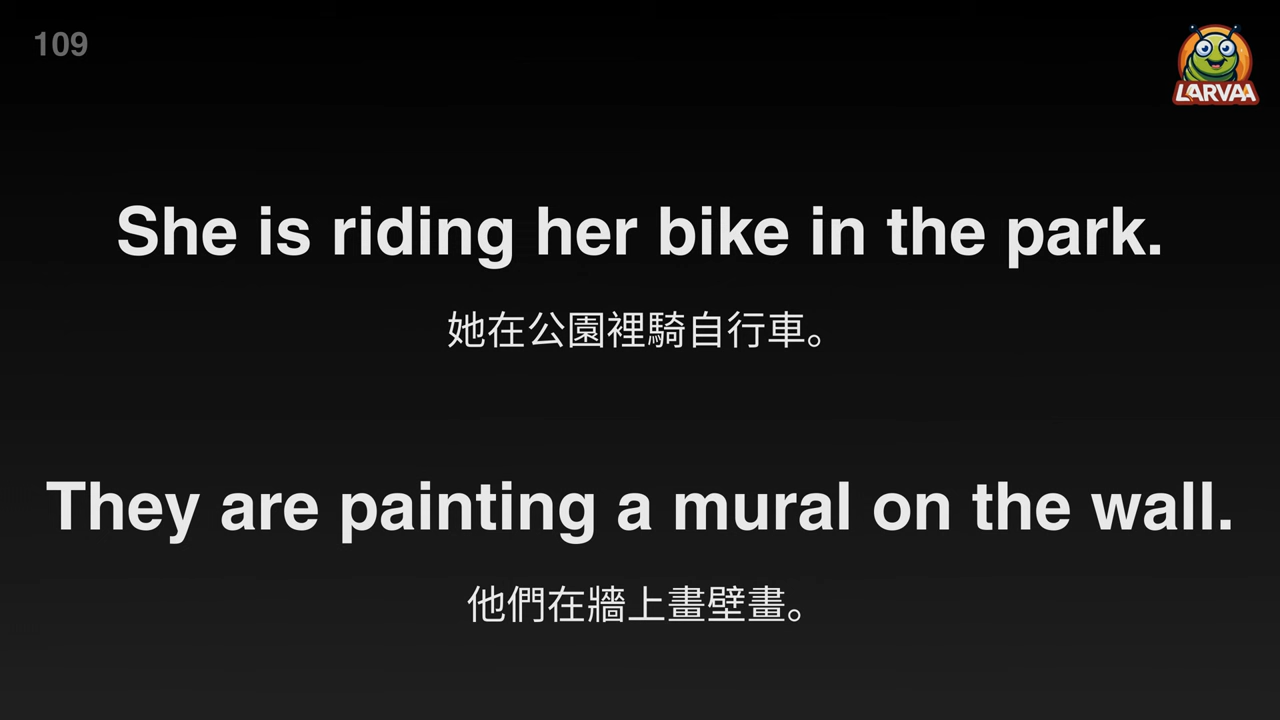 109
LARVAA
She is riding her bike in the park.
她在公園裡騎自行車。
They are painting a mural on the wall.
他們在牆上畫壁畫。